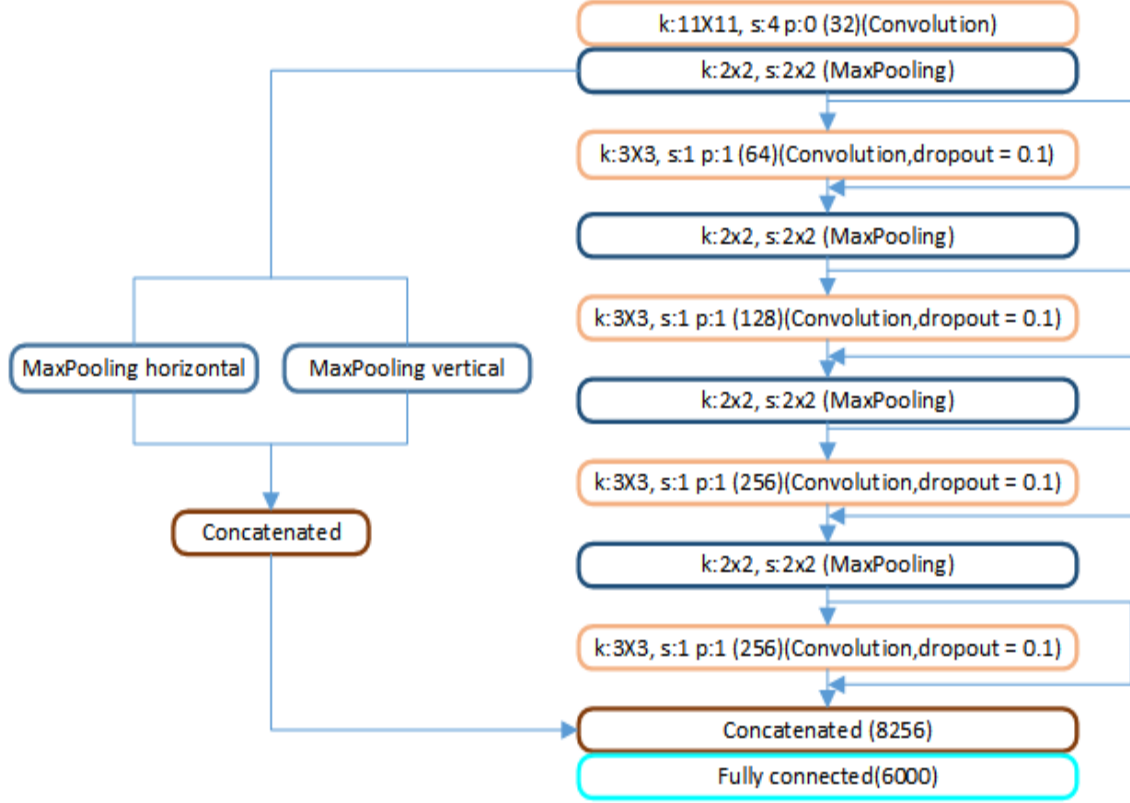 k:11X11, s:4 p:0 (32)(Convolution)
k:2x2, s:2x2 (MaxPooling)
k:3X3, s:1 p:1 (64)(Convolution,dropout = 0.1)
k:2x2, s:2x2 (MaxPooling)
k:3X3, s:1 p:1 (128)(Convolution,dropout = 0.1)
MaxPooling horizontal
MaxPooling vertical
k:2x2, s:2x2 (MaxPooling)
k:3X3, s:1 p:1 (256)(Convolution,dropout = 0.1)
Concatenated
k:2x2, s:2x2 (MaxPooling)
k:3X3, s:1 p:1 (256)(Convolution,dropout = 0.1)
Concatenated (8256)
Fully connected(6000)